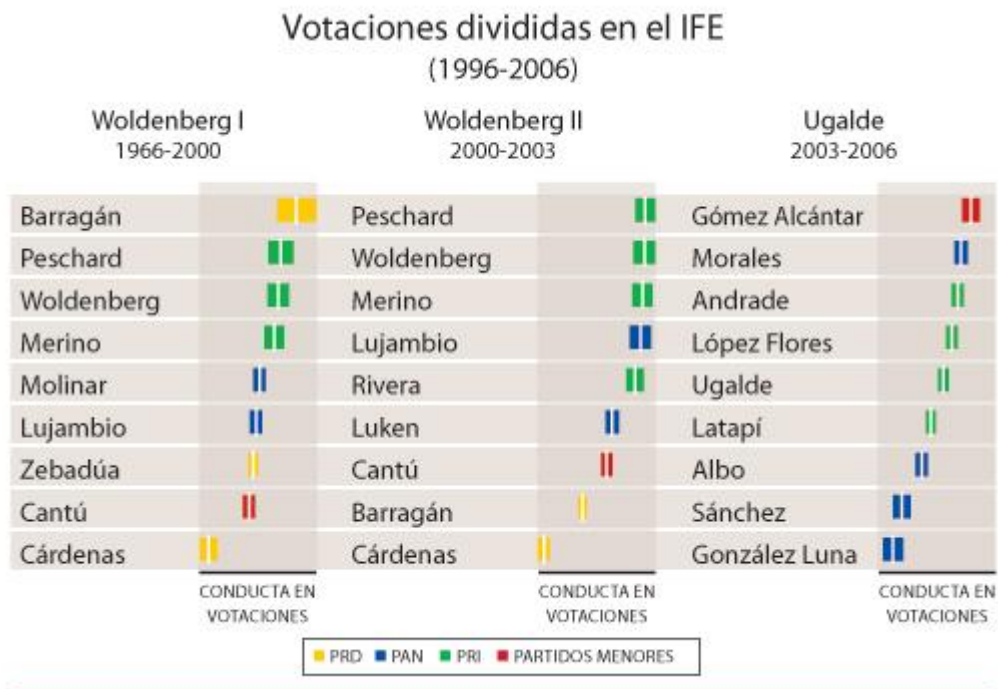 Votaciones divididas en el IFE
(1996-2006)
Woldenberg I
1966-2000
Barragán
Peschard
Woldenberg
Merino
Molinar
Lujambio
Zebadúa
Cantú
Cárdenas
CONDUCTA EN
VOTACIONES
Woldenberg II
2000-2003
Peschard
Woldenberg
Merino
Lujambio
Rivera
Luken
Cantú
Barragán
Cárdenas
CONDUCTA EN
VOTACIONES
Ugalde
2003-2006
Gómez Alcántar
Morales
Andrade
López Flores
Ugalde
Latapí
Albo
Sánchez
González Luna
CONDUCTA EN
VOTACIONES
PRD PAN PRI PARTIDOS MENORES